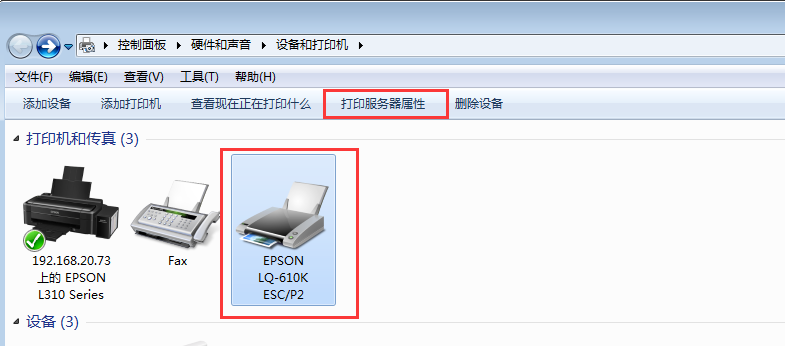 控制面板 硬件和声音 设备和打印机
文件(F) 编辑(E) 查看(V) 工具(T) 帮助(H)
添加设备 添加打印机 查看现在正在打印什么 打印服务器属性 删除设备
打印机和传真 (3)
192.168.20.73
上的 EPSON
L310 Series
Fax
EPSON
LQ-610K
ESC/P2
设备 (3)